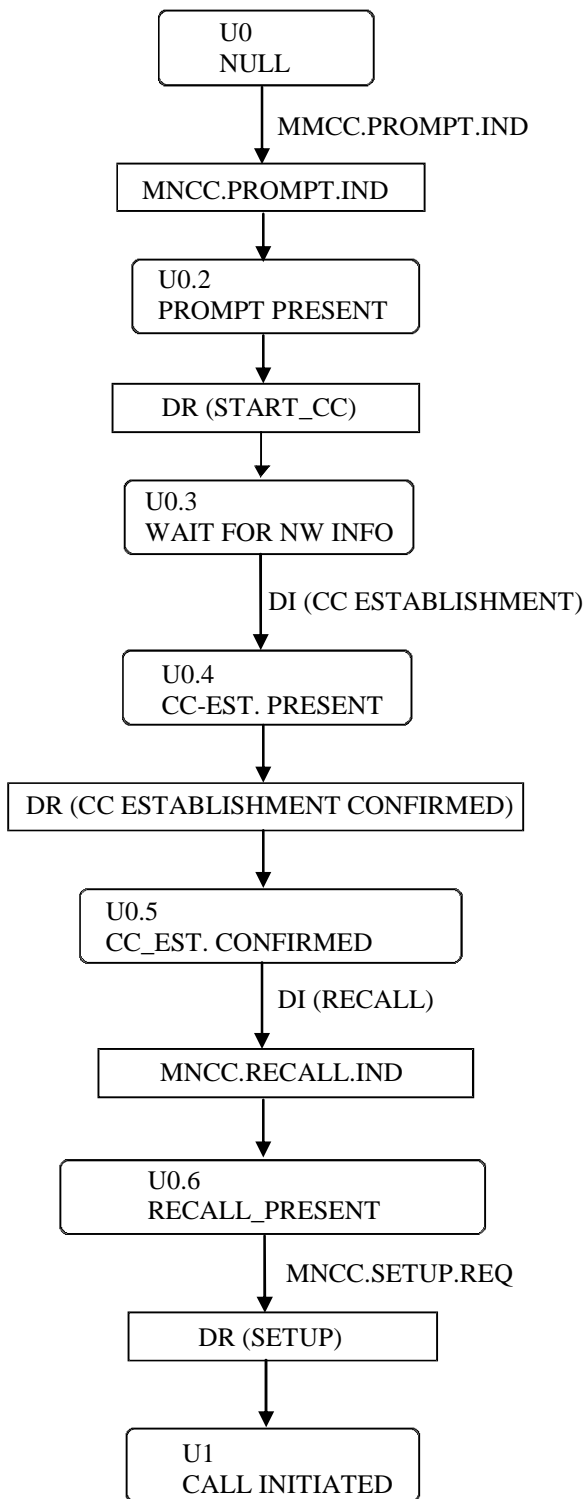 U0
NULL
MMCC.PROMPT.IND
MNCC.PROMPT.IND
U0.2
PROMPT PRESENT
DR (START_CC)
U0.3
WAIT FOR NW INFO
DI (CC ESTABLISHMENT)
U0.4
CC-EST. PRESENT
DR (CC ESTABLISHMENT CONFIRMED)
U0.5
CC_EST. CONFIRMED
DI (RECALL)
MNCC.RECALL.IND
U0.6
RECALL_PRESENT
MNCC.SETUP.REQ
DR (SETUP)
U1
CALL INITIATED